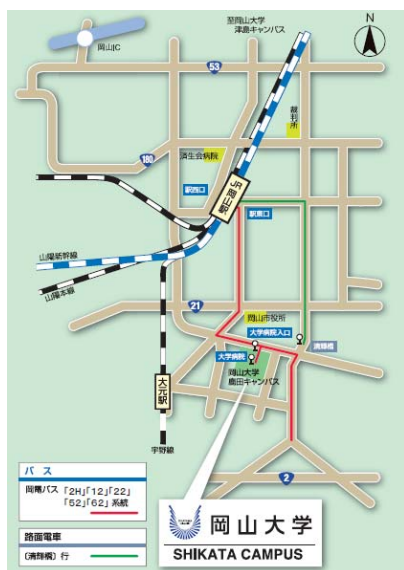 至岡山大学
津島キャンパス
N
岡山IC
53
裁判所
180
済生会病院
駅西口
JR岡山駅
駅東口
山陽新幹線
山陽本線
21
岡山市役所
大学病院入口
大学病院
清輝橋
岡山大学
鹿田キャンパス
大元駅
宇野線
2
バス
岡電バス 「2H」「12」「22」
「52」「62」系統
路面電車
〔清輝橋〕行
岡山大学
SHIKATA CAMPUS